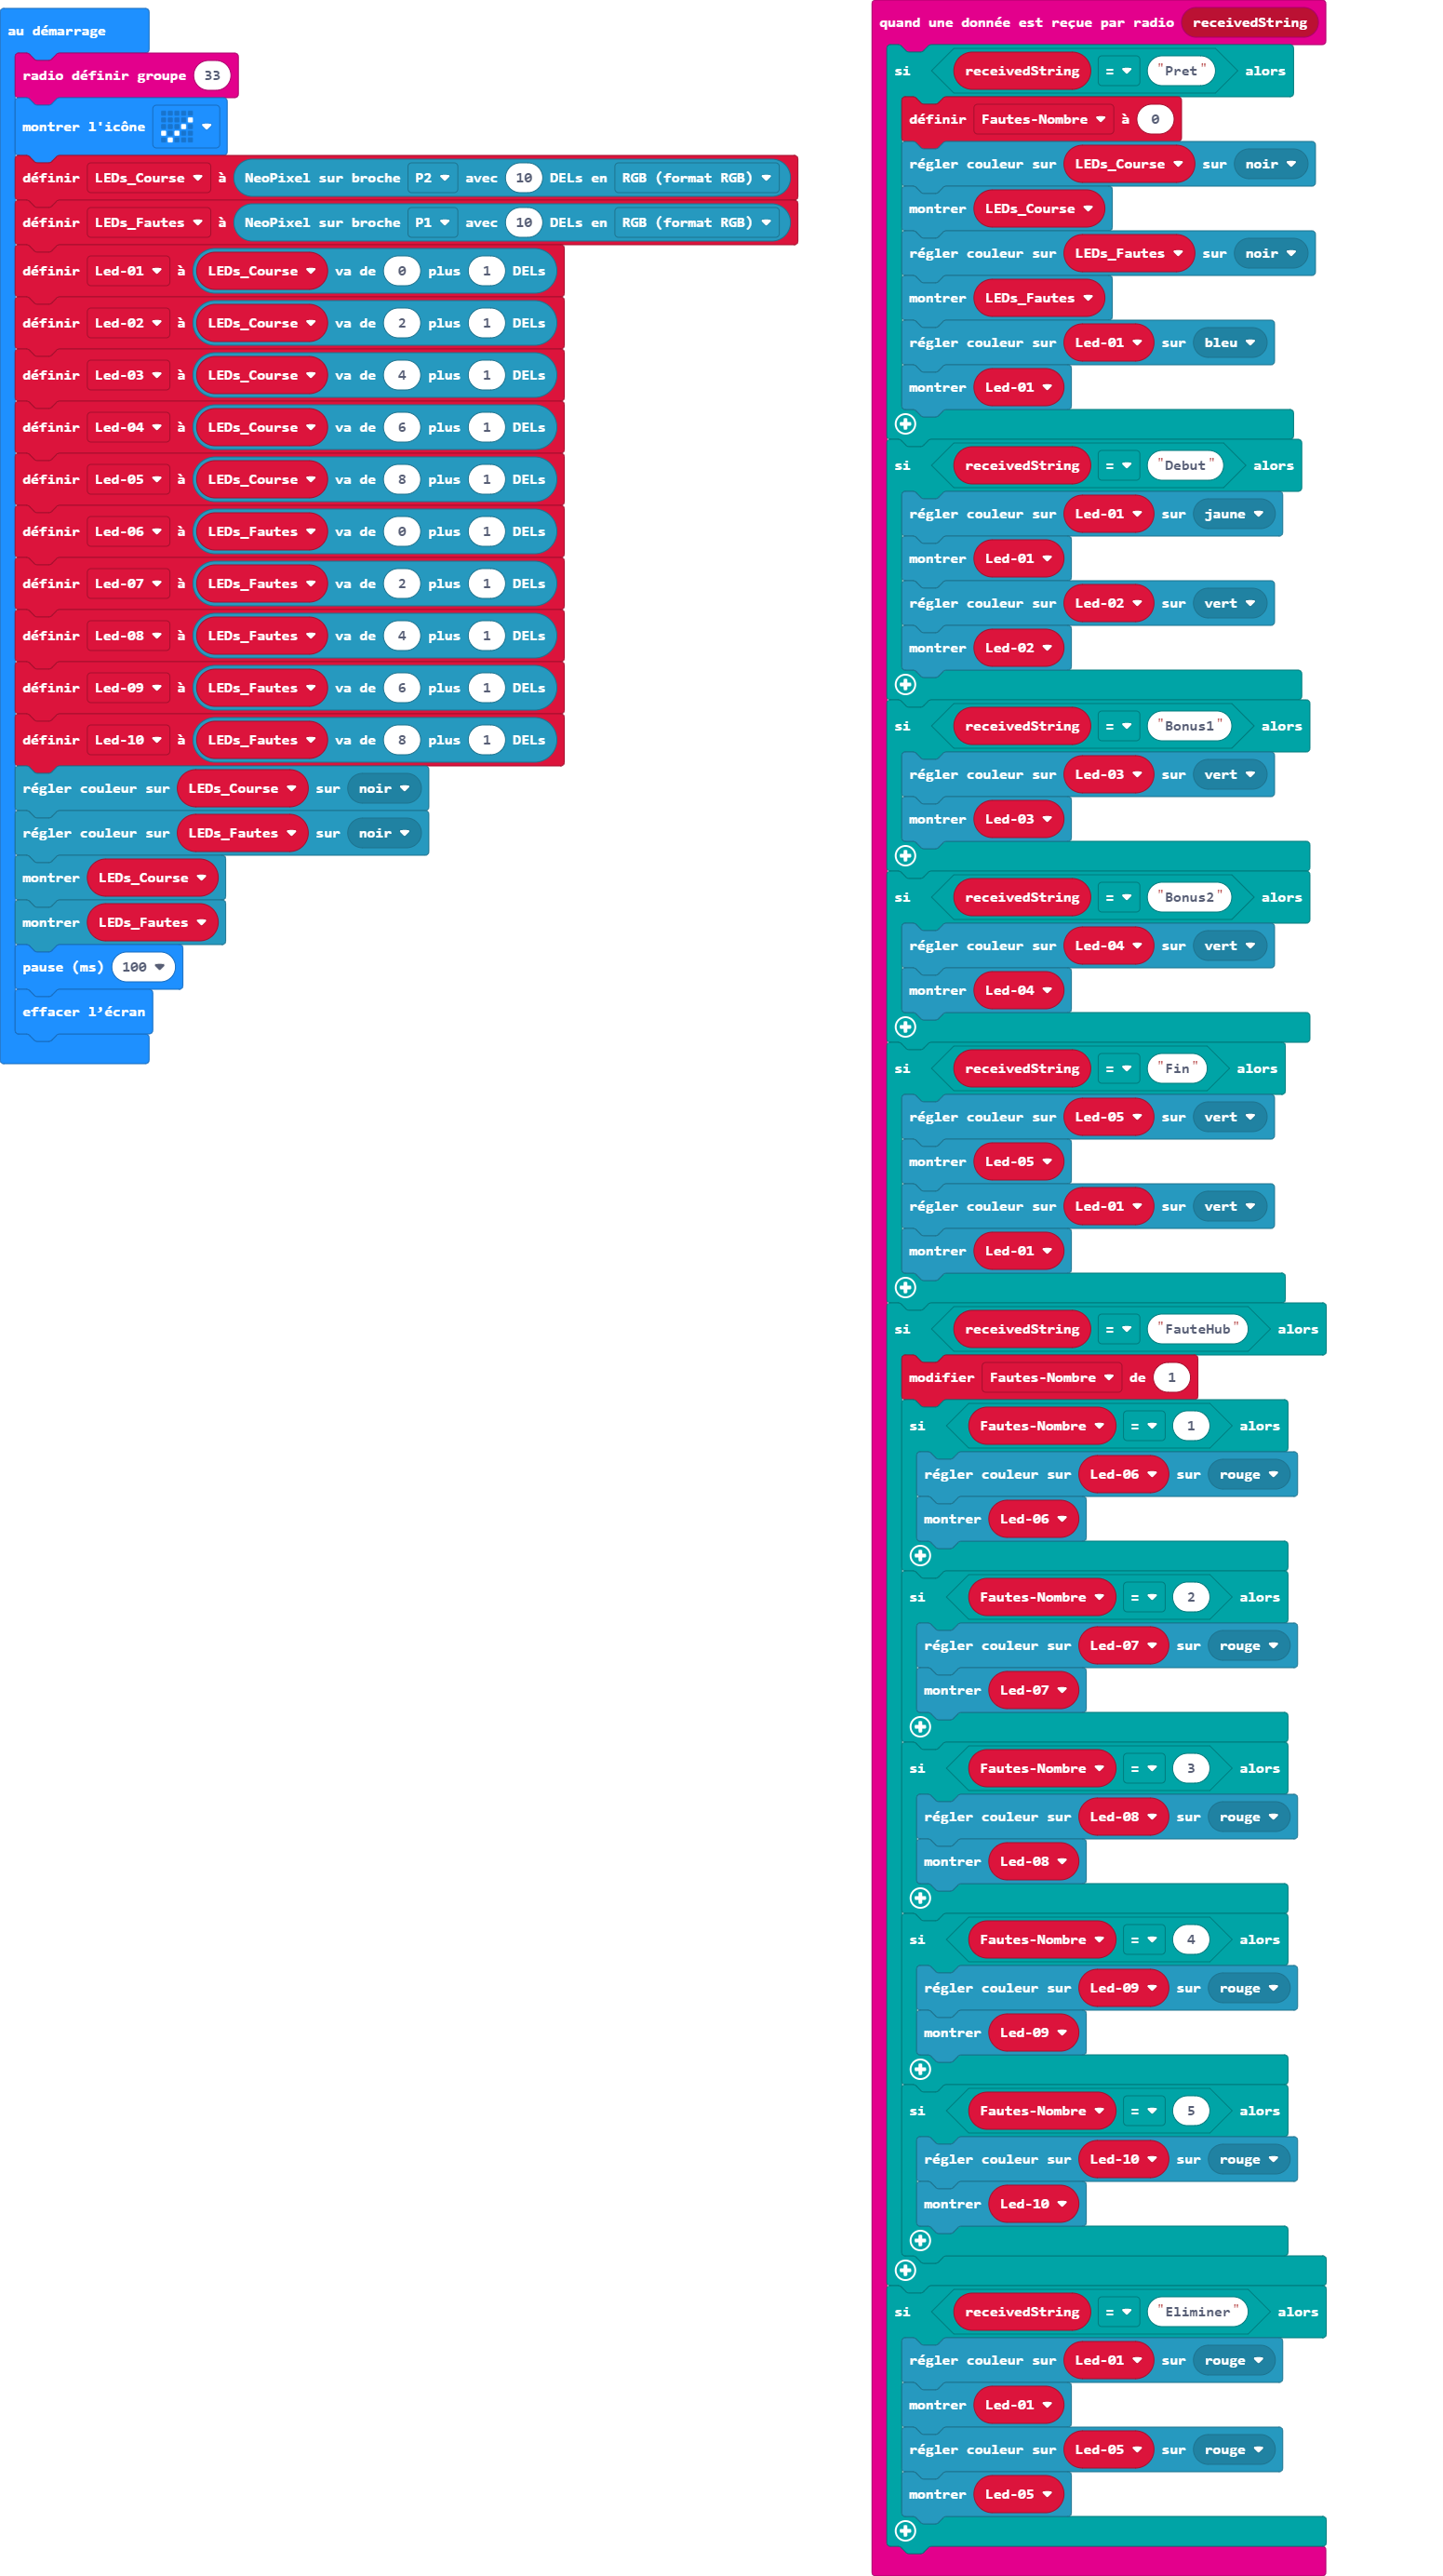 au démarrage
radio définir groupe 33
montrer l'icône
définir LEDs_Course à NeoPixel sur broche P2 avec 10 DELs en RGB (format RGB)
définir LEDs_Fautes à NeoPixel sur broche P1 avec 10 DELs en RGB (format RGB)
définir Led-01 à LEDs_Course va de 0 plus 1 DELs
définir Led-02 à LEDs_Course va de 2 plus 1 DELs
définir Led-03 à LEDs_Course va de 4 plus 1 DELs
définir Led-04 à LEDs_Course va de 6 plus 1 DELs
définir Led-05 à LEDs_Course va de 8 plus 1 DELs
définir Led-06 à LEDs_Fautes va de 0 plus 1 DELs
définir Led-07 à LEDs_Fautes va de 2 plus 1 DELs
définir Led-08 à LEDs_Fautes va de 4 plus 1 DELs
définir Led-09 à LEDs_Fautes va de 6 plus 1 DELs
définir Led-10 à LEDs_Fautes va de 8 plus 1 DELs
régler couleur sur LEDs_Course sur noir
régler couleur sur LEDs_Fautes sur noir
montrer LEDs_Course
montrer LEDs_Fautes
pause (ms) 100
effacer l'écran
quand une donnée est reçue par radio receivedString
si receivedString = "Pret" alors
définir Fautes-Nombre à 0
régler couleur sur LEDs_Course sur noir
montrer LEDs_Course
régler couleur sur LEDs_Fautes sur noir
montrer LEDs_Fautes
régler couleur sur Led-01 sur bleu
montrer Led-01
si receivedString = "Debut" alors
régler couleur sur Led-01 sur jaune
montrer Led-01
régler couleur sur Led-02 sur vert
montrer Led-02
si receivedString = "Bonus1" alors
régler couleur sur Led-03 sur vert
montrer Led-03
si receivedString = "Bonus2" alors
régler couleur sur Led-04 sur vert
montrer Led-04
si receivedString = "Fin" alors
régler couleur sur Led-05 sur vert
montrer Led-05
régler couleur sur Led-01 sur vert
montrer Led-01
si receivedString = "FauteHub" alors
modifier Fautes-Nombre de 1
si Fautes-Nombre = 1 alors
régler couleur sur Led-06 sur rouge
montrer Led-06
si Fautes-Nombre = 2 alors
régler couleur sur Led-07 sur rouge
montrer Led-07
si Fautes-Nombre = 3 alors
régler couleur sur Led-08 sur rouge
montrer Led-08
si Fautes-Nombre = 4 alors
régler couleur sur Led-09 sur rouge
montrer Led-09
si Fautes-Nombre = 5 alors
régler couleur sur Led-10 sur rouge
montrer Led-10
si receivedString = "Eliminer" alors
régler couleur sur Led-01 sur rouge
montrer Led-01
régler couleur sur Led-05 sur rouge
montrer Led-05